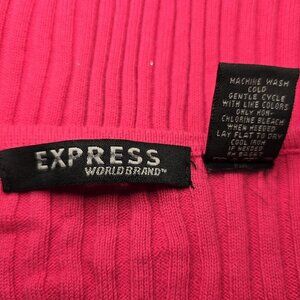 EXPRESS
WORLDBRAND™
MACHINE WASH
COLD
GENTLE CYCLE
WITH LIKE COLORS
ONLY NON-
CHLORINE BLEACH
WHEN NEEDED
LAY FLAT TO DRY
COOL IRON
IF NEEDED